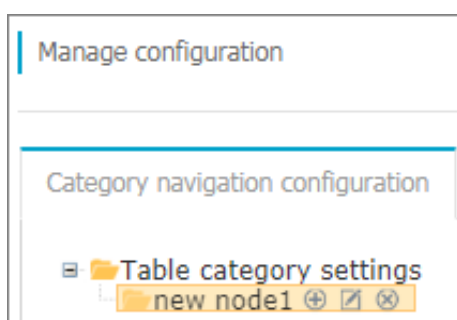 Manage configuration
Category navigation configuration
Table category settings
new node1